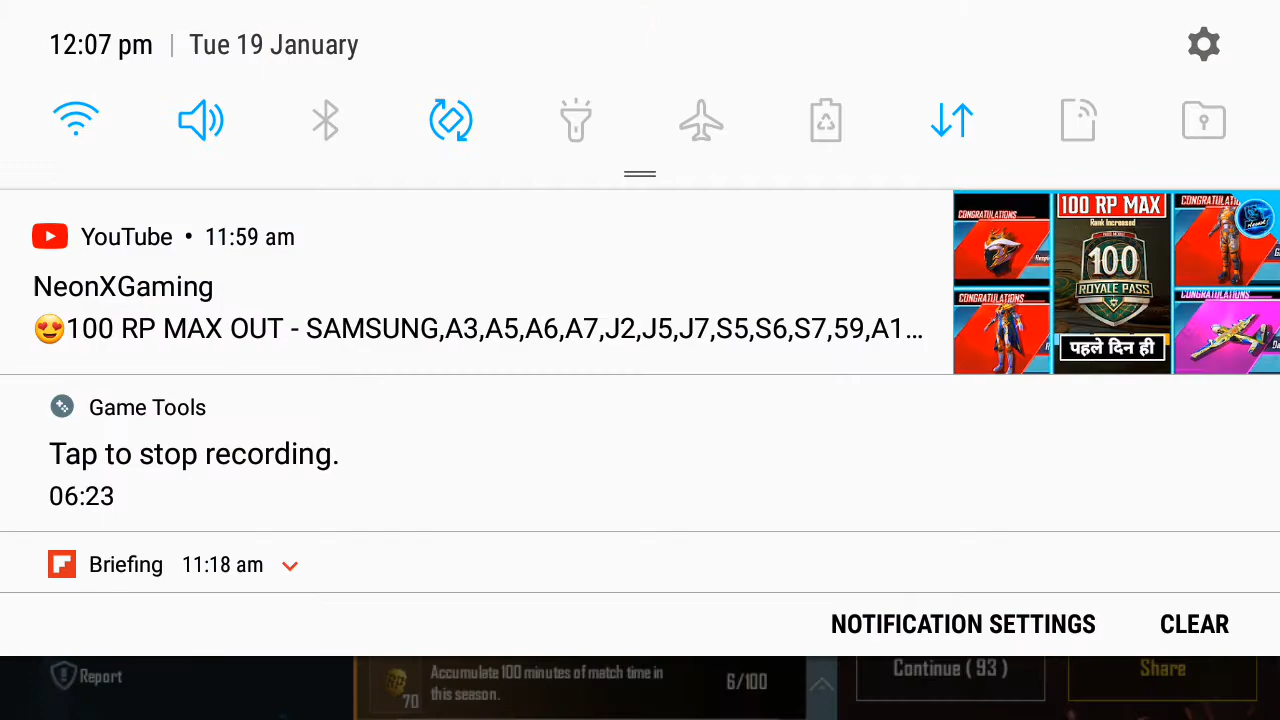 12:07 pm | Tue 19 January
YouTube • 11:59 am
NeonXGaming
😍100 RP MAX OUT - SAMSUNG,A3,A5,A6,A7,J2,J5,J7,S5,S6,S7,59,A1...
CONGRATULATIONS
100 RP MAX
Rank Increased
100
ROYALE PASS
पहले दिन ही
CONGRATULATIONS
CONGRATULATIONS
CONGRATULATIONS
Game Tools
Tap to stop recording.
06:23
Briefing 11:18 am
NOTIFICATION SETTINGS CLEAR
Report
70
Accumulate 100 minutes of match time in
this season.
6/100
Continue ( 93 )
Share